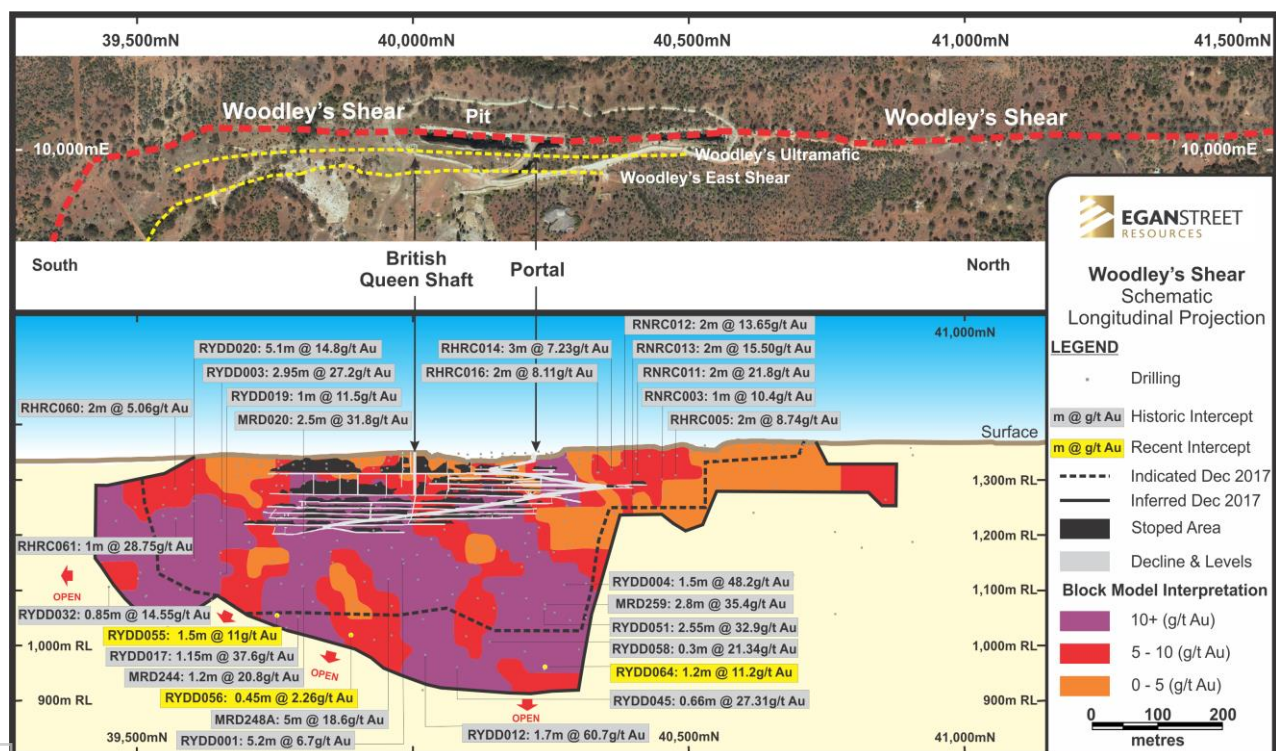 39,500mN 40,000mN 40,500mN 41,000mN 41,500mN
Woodley's Shear
Pit
Woodley's Shear
10,000mE
10,000mE
Woodley's Ultramafic
Woodley's East Shear
South
British
Queen Shaft
Portal
North
41,000mN
RNRC012: 2m @ 13.65g/t Au
RYDD020: 5.1m @ 14.8g/t Au
RHRC014: 3m @ 7.23g/t Au
RNRC013: 2m @ 15.50g/t Au
RYDD003: 2.95m @ 27.2g/t Au
RHRC016: 2m @ 8.11g/t Au
RNRC011: 2m @ 21.8g/t Au
RYDD019: 1m @ 11.5g/t Au
RNRC003: 1m @ 10.4g/t Au
RHRC060: 2m @ 5.06g/t Au
MRD020: 2.5m @ 31.8g/t Au
RHRC005: 2m @ 8.74g/t Au
Surface
1,300m RL
1,200m RL
RHRC061: 1m @ 28.75g/t Au
OPEN
RYDD004: 1.5m @ 48.2g/t Au
1,100m RL
MRD259: 2.8m @ 35.4g/t Au
RYDD032: 0.85m @ 14.55g/t Au
RYDD051: 2.55m @ 32.9g/t Au
RYDD055: 1.5m @ 11g/t Au
1,000m RL
RYDD058: 0.3m @ 21.34g/t Au
1,000m RL
RYDD017: 1.15m @ 37.6g/t Au
OPEN
RYDD064: 1.2m @ 11.2g/t Au
MRD244: 1.2m @ 20.8g/t Au
900m RL
RYDD056: 0.45m @ 2.26g/t Au
RYDD045: 0.66m @ 27.31g/t Au
900m RL
MRD248A: 5m @ 18.6g/t Au
OPEN
RYDD001: 5.2m @ 6.7g/t Au
RYDD012: 1.7m @ 60.7g/t Au
39,500mN 40,000mN 40,500mN 41,000mN
EGANSTREET
RESOURCES
Woodley's Shear
Schematic
Longitudinal Projection
LEGEND
Drilling
m @ g/t Au Historic Intercept
m @ g/t Au Recent Intercept
Indicated Dec 2017
Inferred Dec 2017
Stoped Area
Decline & Levels
Block Model Interpretation
10+ (g/t Au)
5 - 10 (g/t Au)
0 - 5 (g/t Au)
0 100 200
metres